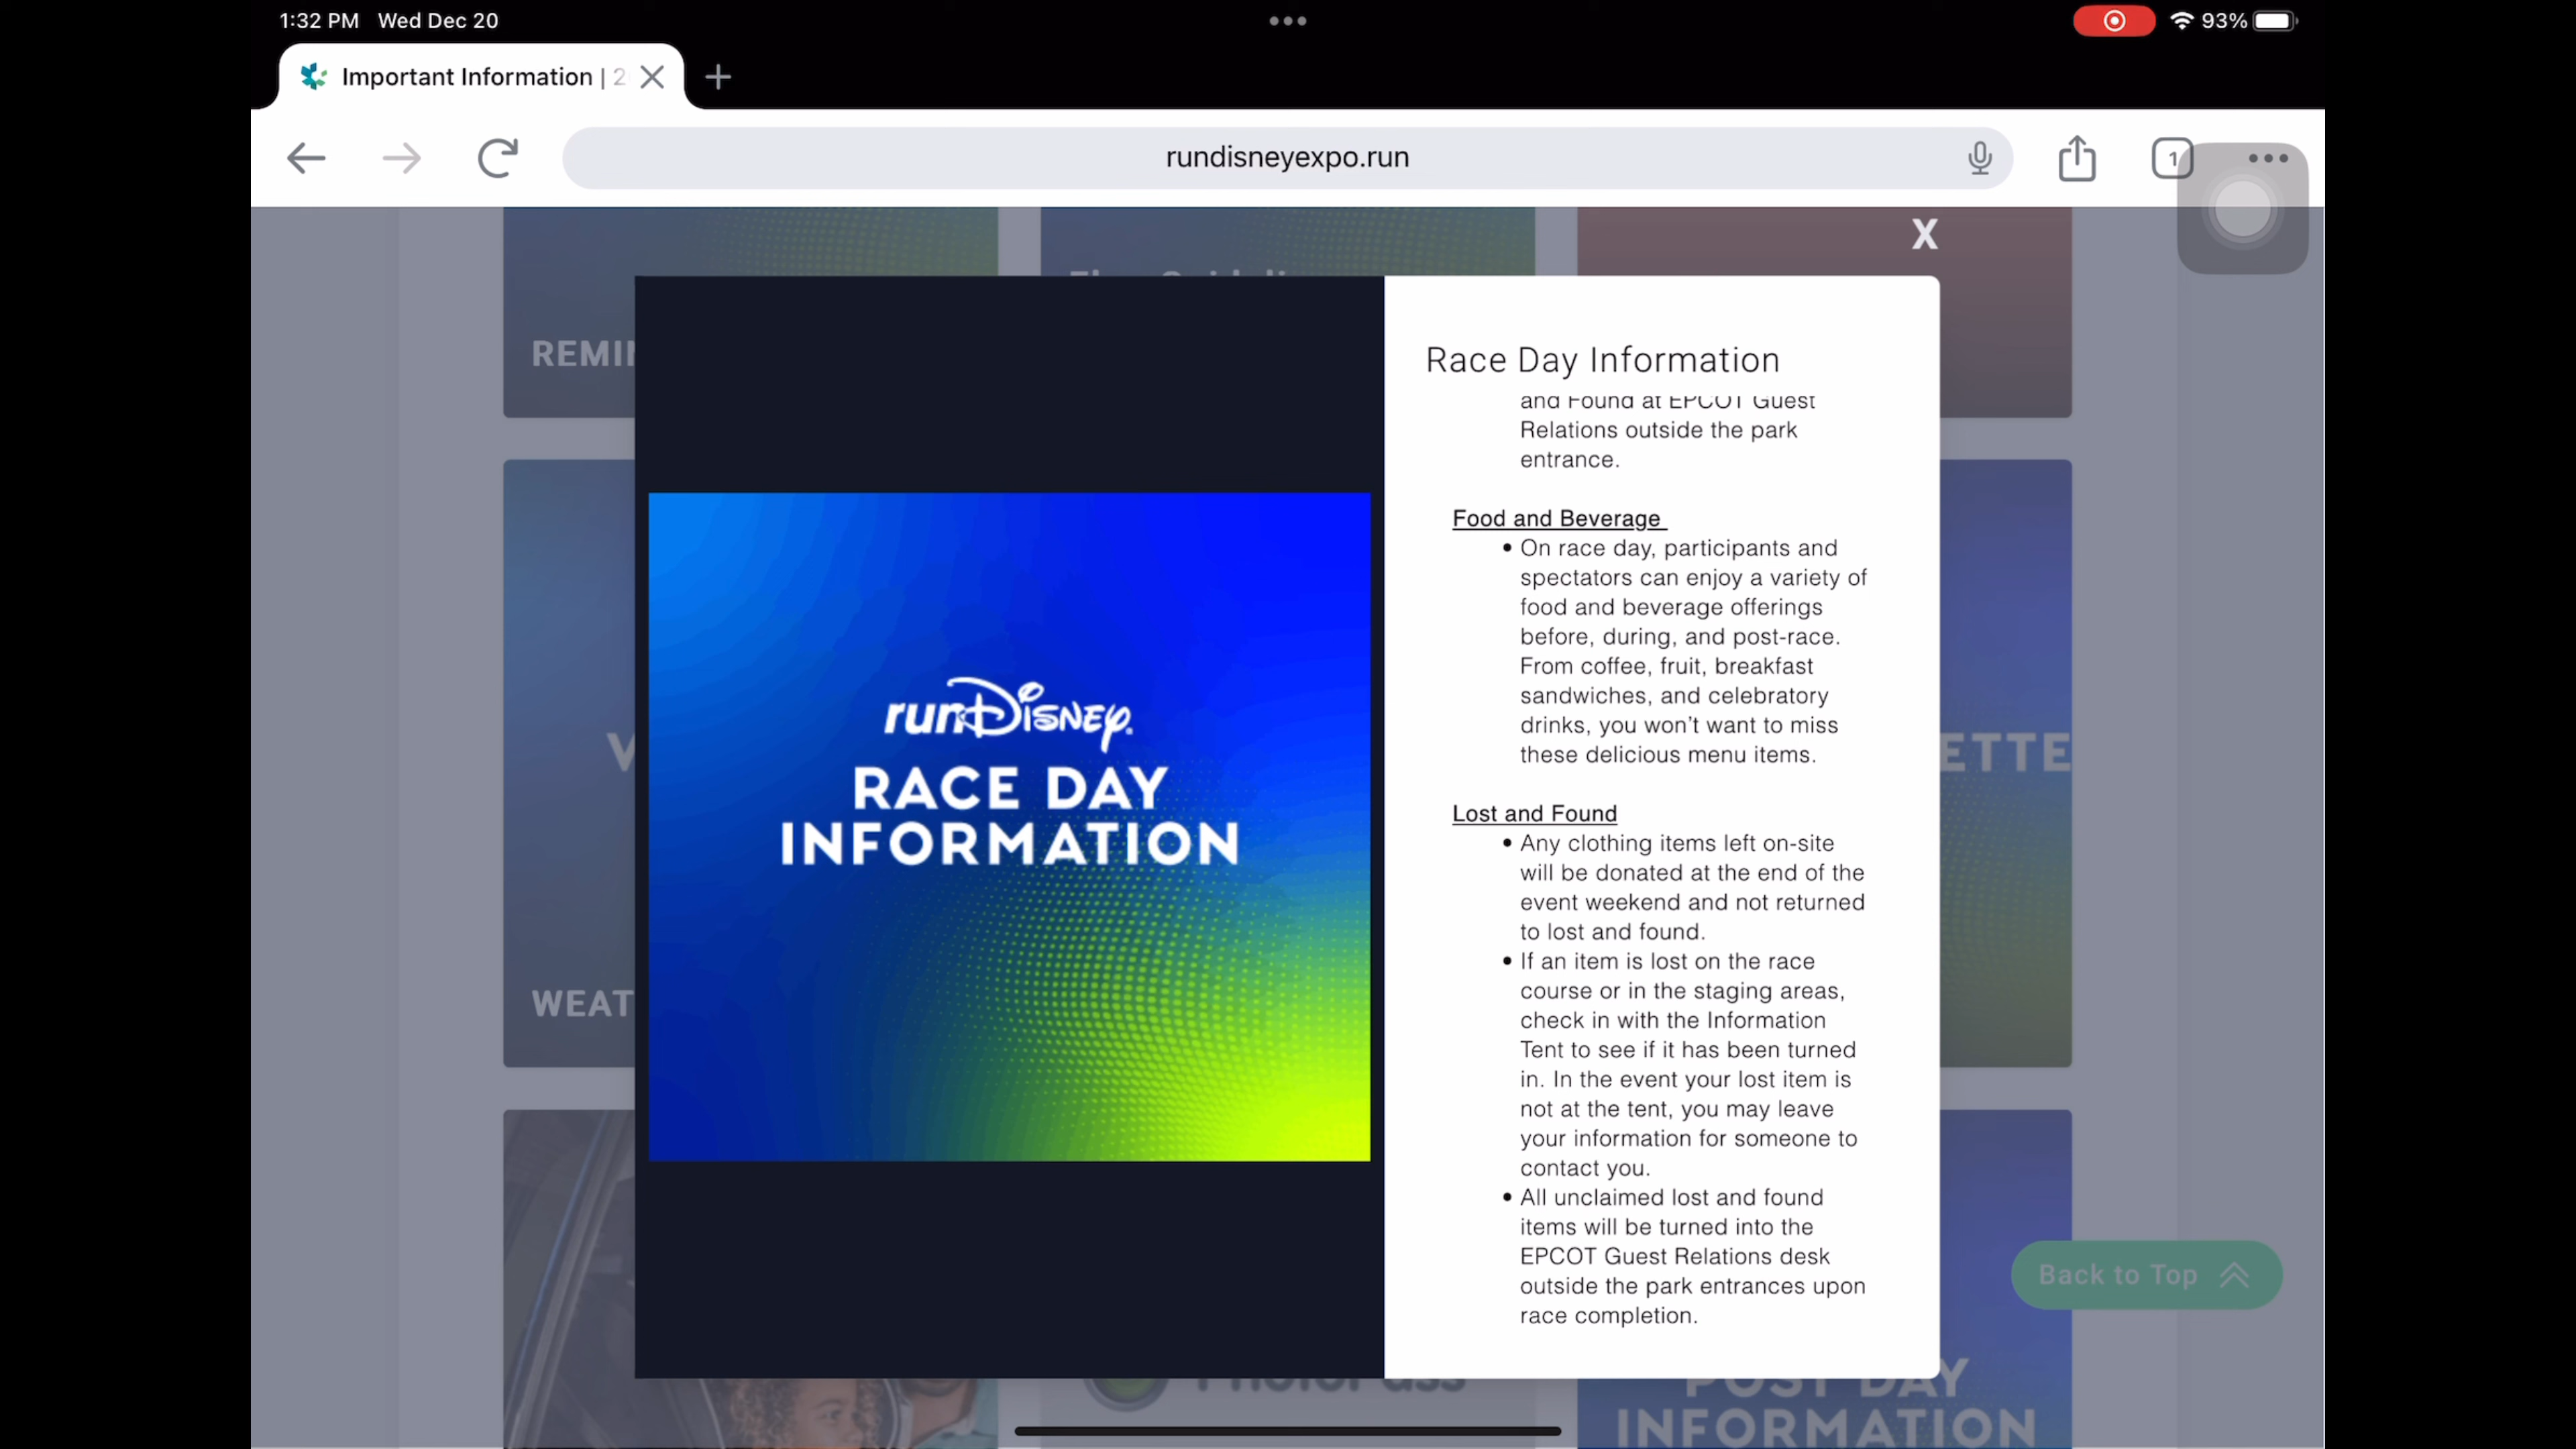 1:32 PM Wed Dec 20
93%
Important Information | 2
rundisneyexpo.run
1
X
REMI
Race Day Information
and Found at EPCOT Guest
Relations outside the park
entrance.
Food and Beverage
• On race day, participants and
spectators can enjoy a variety of
food and beverage offerings
before, during, and post-race.
From coffee, fruit, breakfast
sandwiches, and celebratory
drinks, you won't want to miss
these delicious menu items.
Lost and Found
• Any clothing items left on-site
will be donated at the end of the
event weekend and not returned
to lost and found.
• If an item is lost on the race
course or in the staging areas,
check in with the Information
Tent to see if it has been turned
in. In the event your lost item is
not at the tent, you may leave
your information for someone to
contact you.
• All unclaimed lost and found
items will be turned into the
EPCOT Guest Relations desk
outside the park entrances upon
race completion.
runDisney
RACE DAY
INFORMATION
V
ETTE
WEAT
Back to Top
PhotoPass
POST DAY
INFORMATION